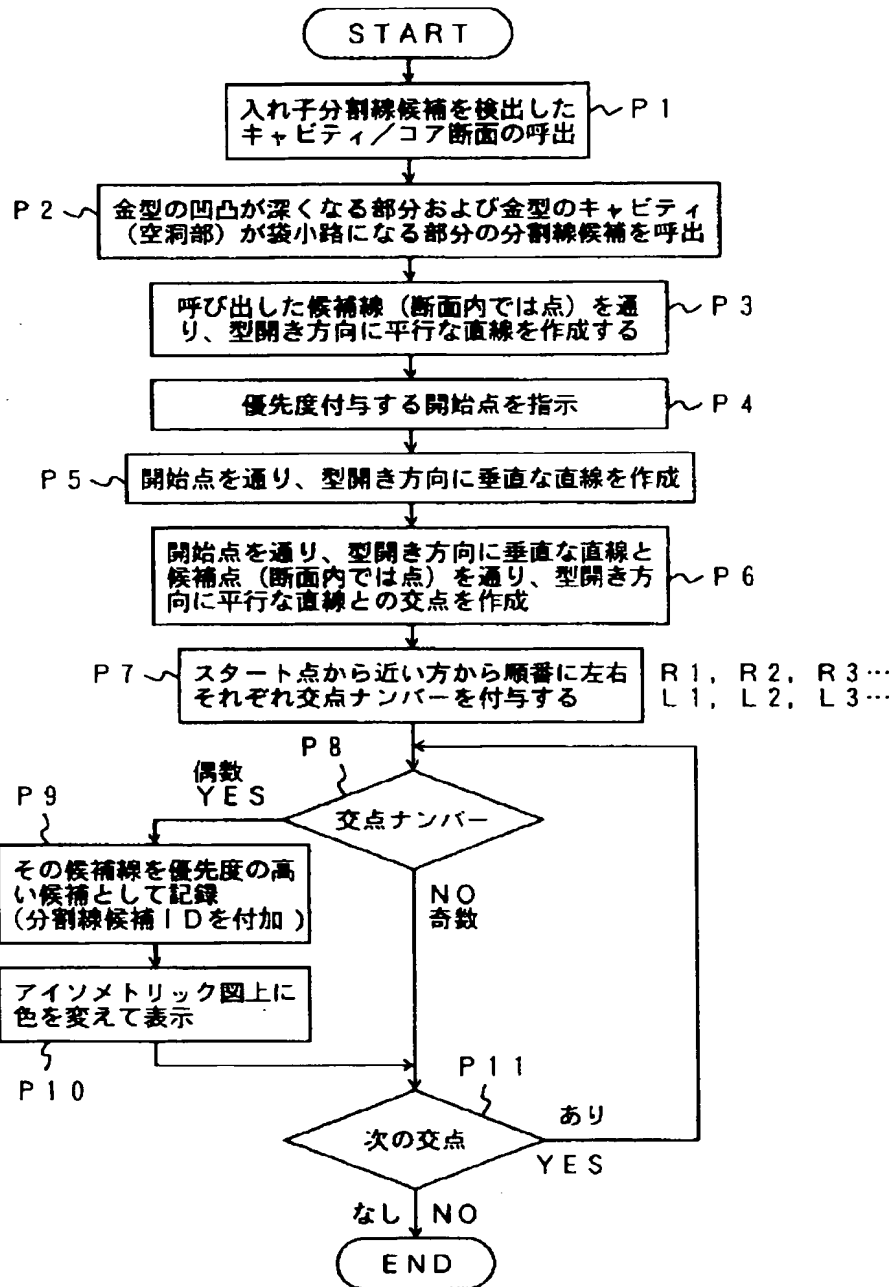 START
入れ子分割線候補を検出した
キャビティ／コア断面の呼出
P1
P2
金型の凹凸が深くなる部分および金型のキャビティ
（空洞部）が袋小路になる部分の分割線候補を呼出
呼び出した候補線（断面内では点）を通
り、型開き方向に平行な直線を作成する
P3
優先度付与する開始点を指示
P4
P5
開始点を通り、型開き方向に垂直な直線を作成
開始点を通り、型開き方向に垂直な直線と
候補点（断面内では点）を通り、型開き方
向に平行な直線との交点を作成
P6
P7
スタート点から近い方から順番に左右
それぞれ交点ナンバーを付与する
R1, R2, R3…
L1, L2, L3…
P8
偶数
YES
交点ナンバー
NO
奇数
P9
その候補線を優先度の高
い候補として記録
(分割線候補IDを付加)
アイソメトリック図上に
色を変えて表示
P10
P11
次の交点
あり
YES
なし NO
END